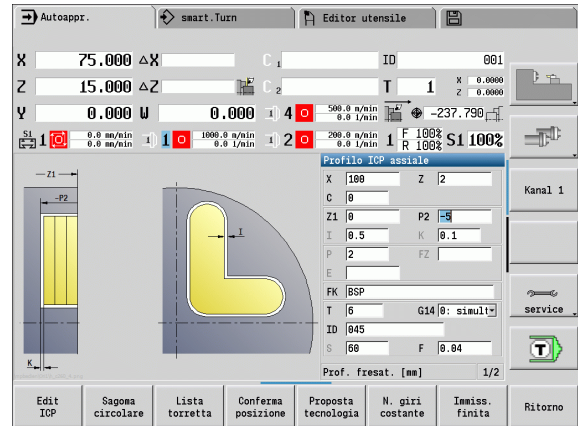 Autoappr. smart.Turn Editor utensile
X 75.000 △X C 1 ID 001
Z 15.000 △Z C 2 T 1 X 0.0000 Z 0.0000
Y 0.000 U 0.000 4 500.0 m/min 0.0 1/min -237.790
S1 1 0.0 mm/min 0.0 mm/min 1 1000.0 m/min 0.0 1/min 2 200.0 m/min 0.0 1/min 1 F 100% R 100% S1 100%
Profilo ICP assiale
X 100 Z 2
C 0
Z1 0 P2 -5
I 0.5 K 0.1
P 2 FZ
E
FK BSP
T 6 G14 0: simult
ID 045
S 60 F 0.04
Prof. fresat. [mm] 1/2
Z1
P2
I
K
Kanal 1
service
T
Edit ICP
Sagoma circolare
Lista torretta
Conferma posizione
Proposta tecnologia
N. giri costante
Immiss. finita
Ritorno